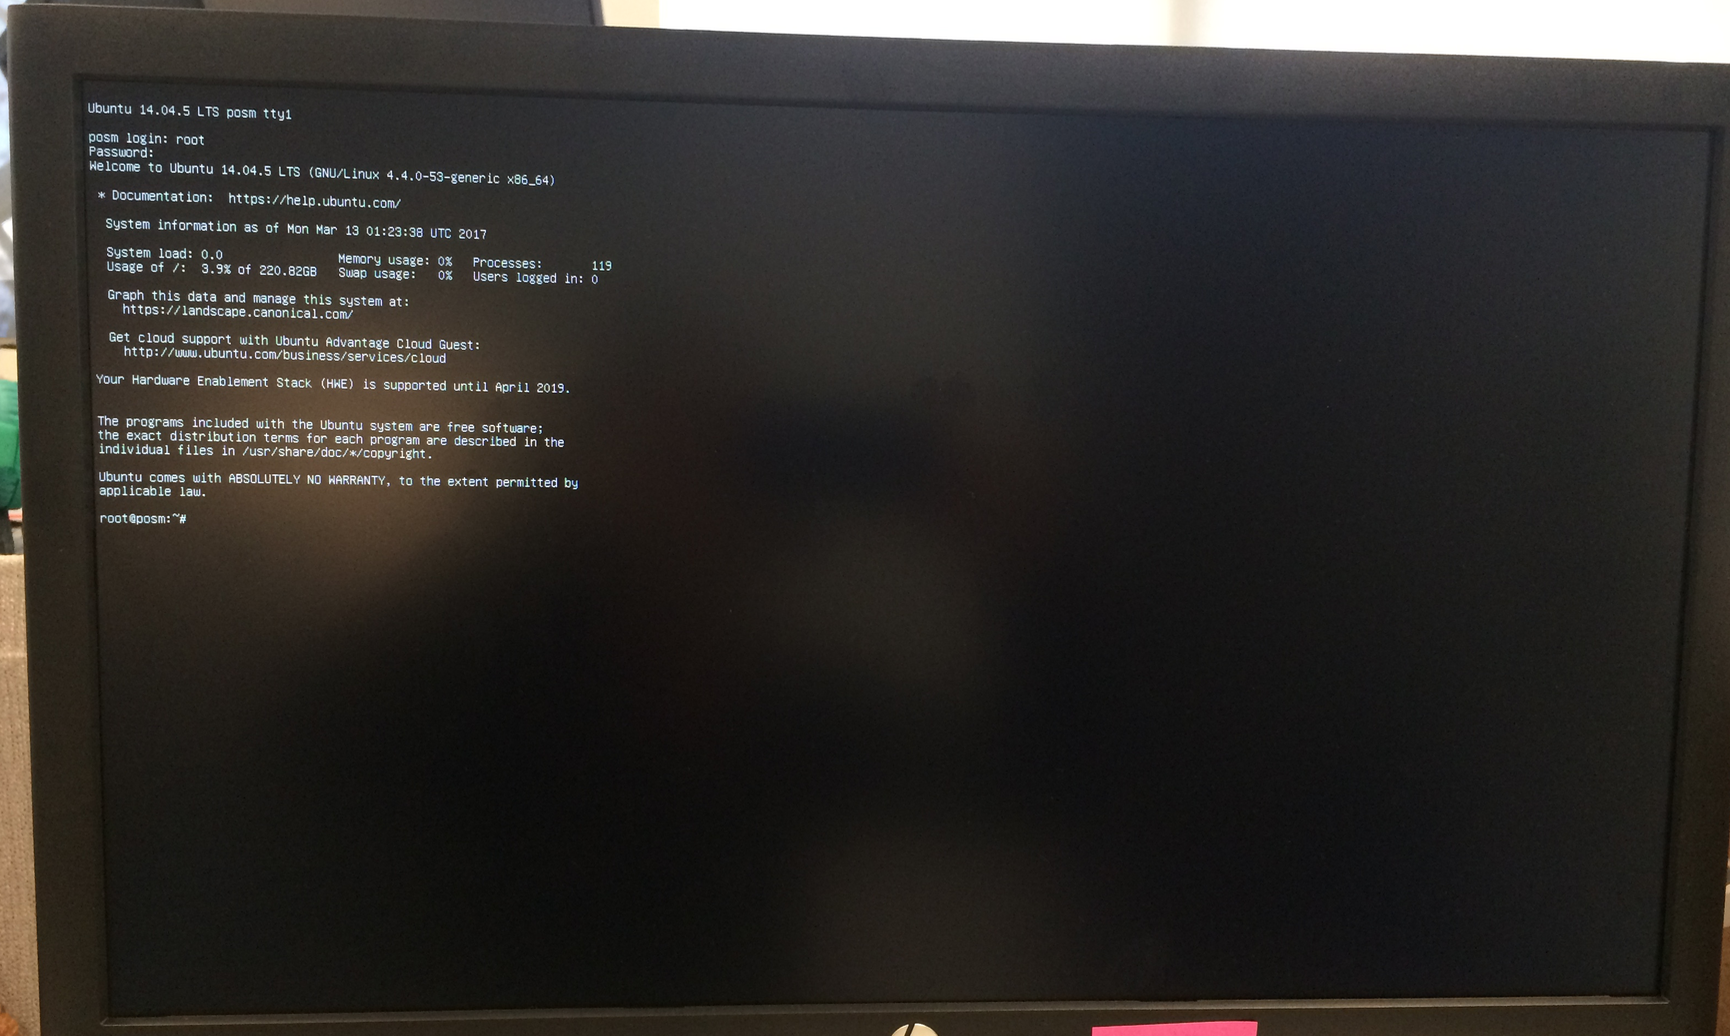 Ubuntu 14.04.5 LTS posm tty1
posm login: root
Password:
Welcome to Ubuntu 14.04.5 LTS (GNU/Linux 4.4.0-53-generic x86_64)
* Documentation:  https://help.ubuntu.com/
System information as of Mon Mar 13 01:23:38 UTC 2017
System load: 0.0 Memory usage: 0% Processes: 119
Usage of /: 3.9% of 220.82GB Swap usage: 0% Users logged in: 0
Graph this data and manage this system at:
https://landscape.canonical.com/
Get cloud support with Ubuntu Advantage Cloud Guest:
http://www.ubuntu.com/business/services/cloud
Your Hardware Enablement Stack (HWE) is supported until April 2019.
The programs included with the Ubuntu system are free software;
the exact distribution terms for each program are described in the
individual files in /usr/share/doc/*/copyright.
Ubuntu comes with ABSOLUTELY NO WARRANTY, to the extent permitted by
applicable law.
root@posm:~#